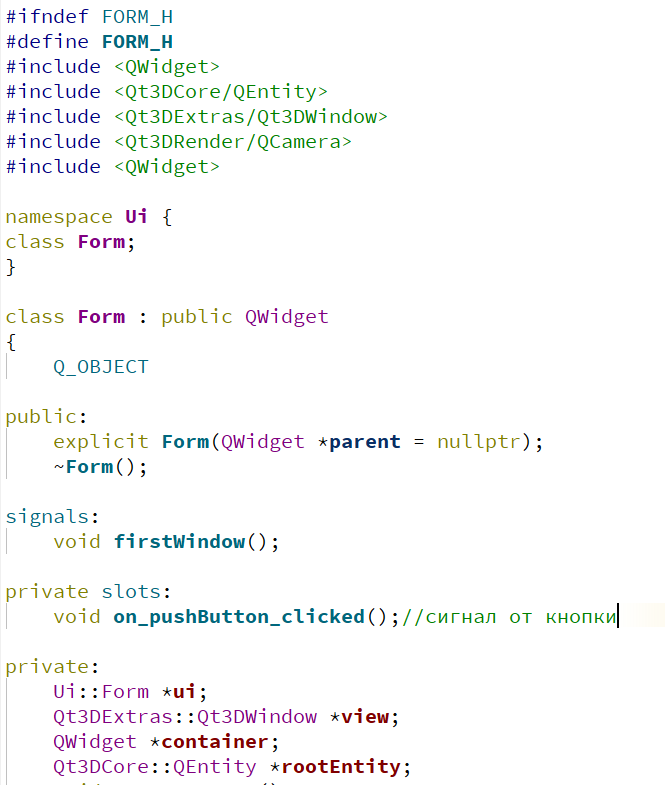 #ifndef FORM_H
#define FORM_H
#include <QWidget>
#include <Qt3DCore/QEntity>
#include <Qt3DExtras/Qt3DWindow>
#include <Qt3DRender/QCamera>
#include <QWidget>
namespace Ui {
class Form;
}
class Form : public QWidget
{
Q_OBJECT
public:
explicit Form(QWidget *parent = nullptr);
~Form();
signals:
void firstWindow();
private slots:
void on_pushButton_clicked();//сигнал от кнопки
private:
Ui::Form *ui;
Qt3DExtras::Qt3DWindow *view;
QWidget *container;
Qt3DCore::QEntity *rootEntity;